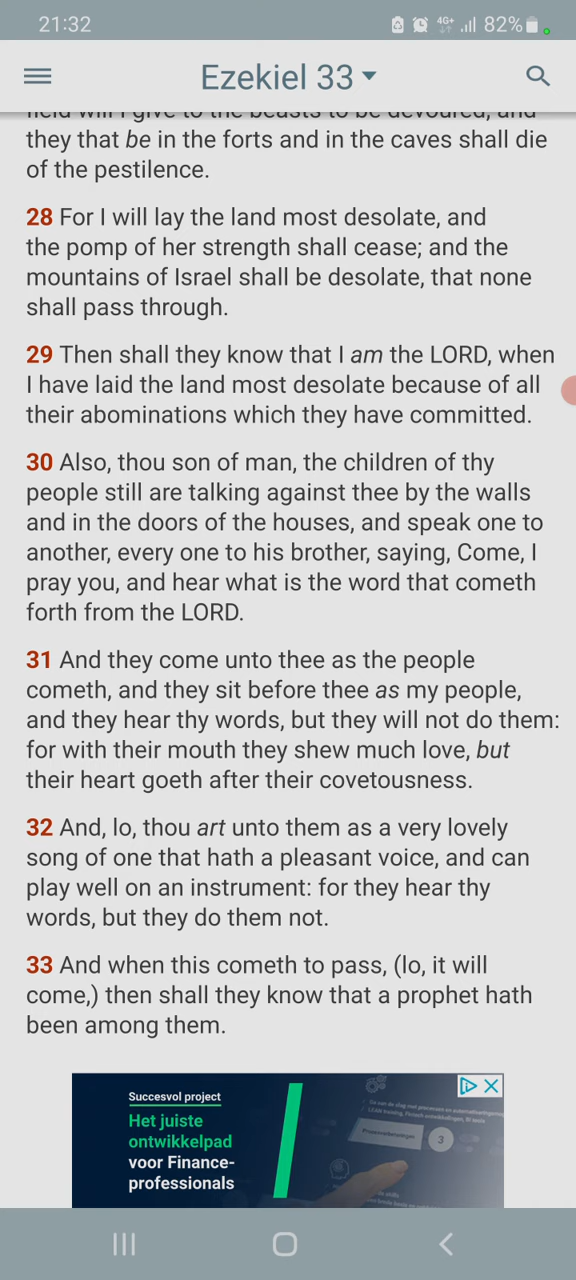 21:32
4G+
82%
Ezekiel 33
field will I give to the beasts to be devoured, and
they that be in the forts and in the caves shall die
of the pestilence.
28 For I will lay the land most desolate, and
the pomp of her strength shall cease; and the
mountains of Israel shall be desolate, that none
shall pass through.
29 Then shall they know that I am the LORD, when
I have laid the land most desolate because of all
their abominations which they have committed.
30 Also, thou son of man, the children of thy
people still are talking against thee by the walls
and in the doors of the houses, and speak one to
another, every one to his brother, saying, Come, I
pray you, and hear what is the word that cometh
forth from the LORD.
31 And they come unto thee as the people
cometh, and they sit before thee as my people,
and they hear thy words, but they will not do them:
for with their mouth they shew much love, but
their heart goeth after their covetousness.
32 And, lo, thou art unto them as a very lovely
song of one that hath a pleasant voice, and can
play well on an instrument: for they hear thy
words, but they do them not.
33 And when this cometh to pass, (lo, it will
come,) then shall they know that a prophet hath
been among them.
Succesvol project
Het juiste
ontwikkelpad
voor Finance-
professionals
3